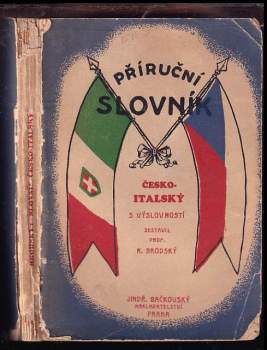 PŘÍRUČNÍ
SLOVNÍK
ČESKO-
ITALSKÝ
S VÝSLOVNOSTÍ
SESTAVIL
PROF.
K. BRODSKÝ
JINDŘ. BAČKOVSKÝ
NAKLADATELSTVÍ
PRAHA